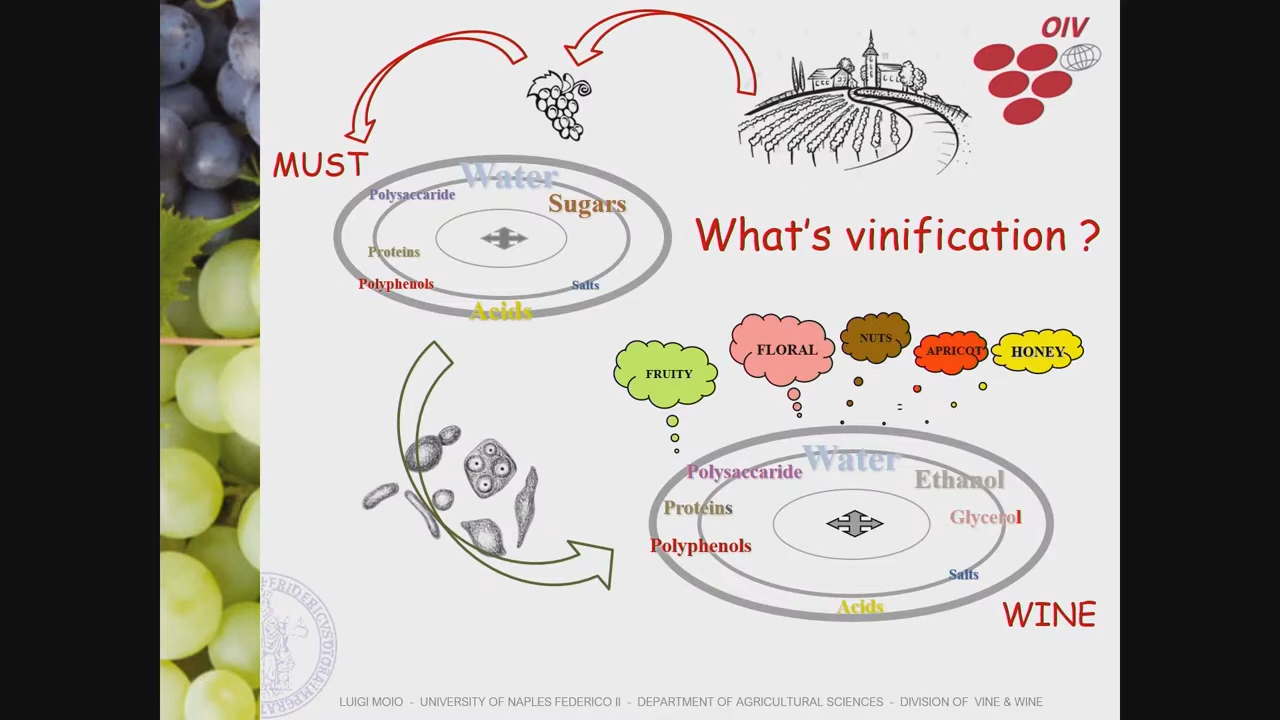 OIV
MUST
Water
Polysaccaride
Sugars
Proteins
Polyphenols
Salts
Acids
What's vinification ?
FRUITY
FLORAL
NUTS
APRICOT
HONEY
Water
Polysaccaride
Ethanol
Proteins
Glycerol
Polyphenols
Salts
Acids
WINE
LUIGI MOIO - UNIVERSITY OF NAPLES FEDERICO II - DEPARTMENT OF AGRICULTURAL SCIENCES - DIVISION OF VINE & WINE